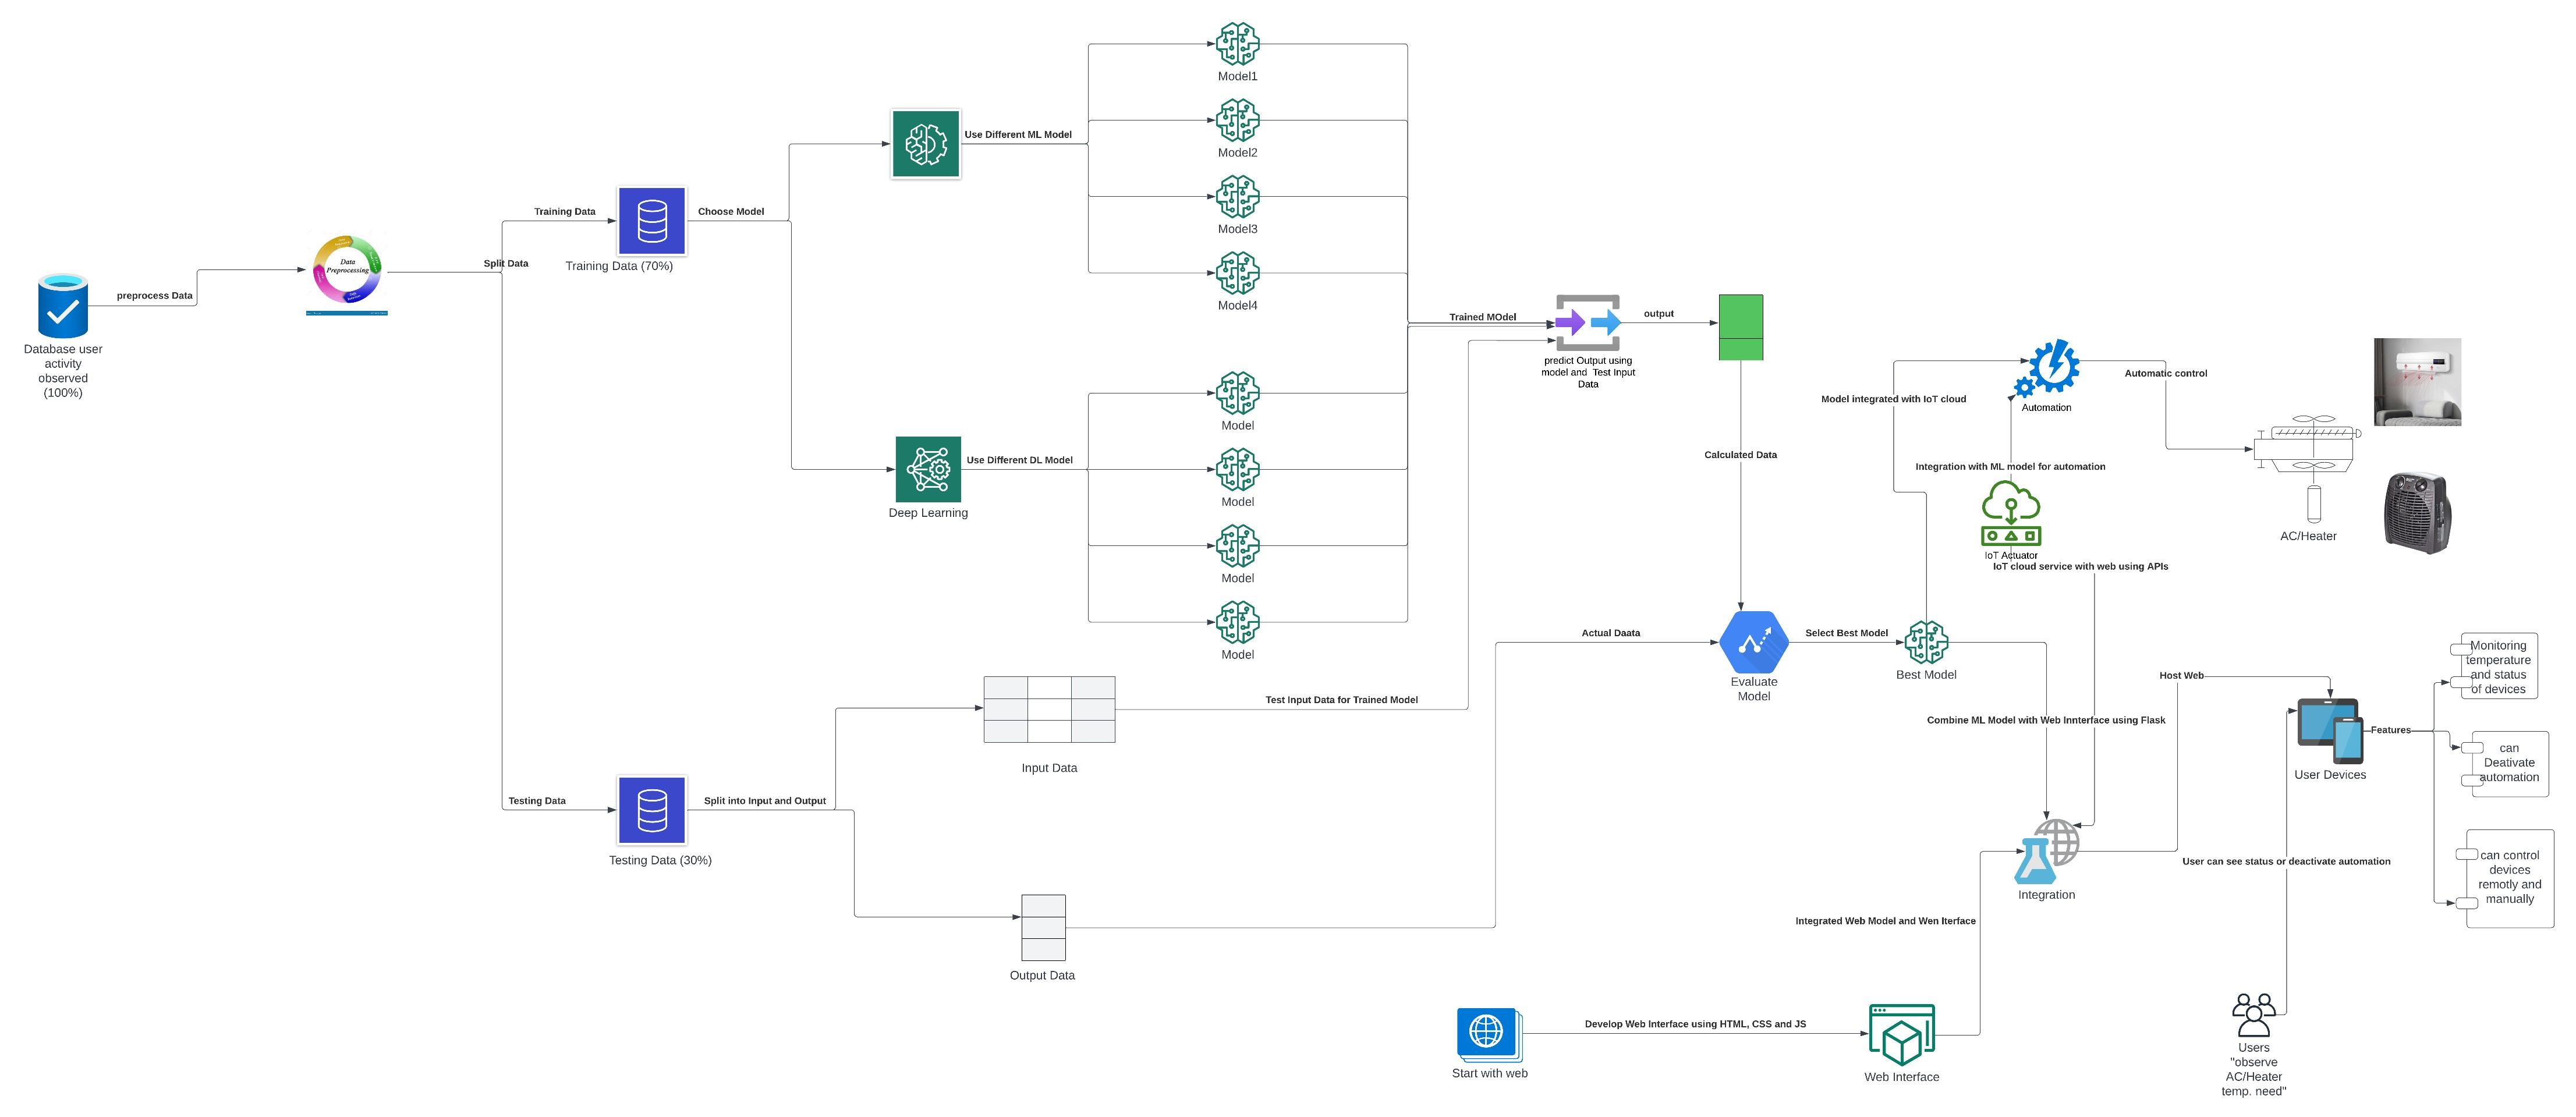 Model1
Use Different ML Model
Model2
Training Data
Choose Model
Model3
Split Data
Training Data (70%)
Data
Preprocessing
preprocess Data
Model4
Database user
activity
observed
(100%)
Trained MOdel
output
predict Output using
model and  Test Input
Data
Model
Use Different DL Model
Deep Learning
Model
Model
Model
Calculated Data
Model integrated with IoT cloud
Automation
Automatic control
Integration with ML model for automation
IoT Actuator
IoT cloud service with web using APIs
AC/Heater
Actual Daata
Evaluate
Model
Select Best Model
Best Model
Test Input Data for Trained Model
Input Data
Testing Data
Split into Input and Output
Testing Data (30%)
Output Data
Combine ML Model with Web Innterface using Flask
Host Web
User Devices
Features
Monitoring
temperature
and status
of devices
can
Deativate
automation
can control
devices
remotly and
manually
User can see status or deactivate automation
Integration
Integrated Web Model and Wen Iterface
Start with web
Develop Web Interface using HTML, CSS and JS
Web Interface
Users
"observe
AC/Heater
temp. need"